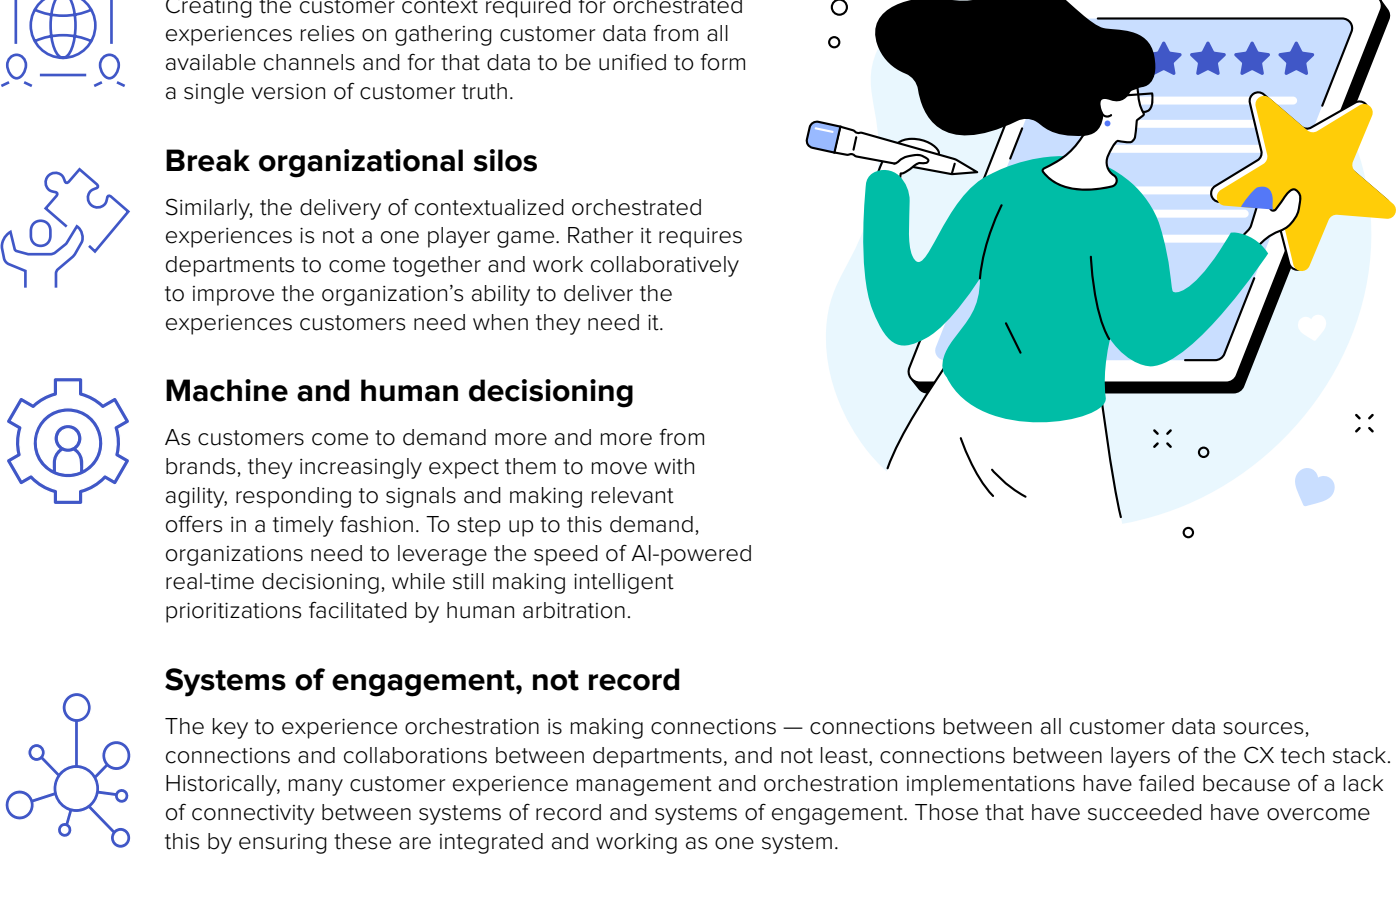 Creating the customer context required for orchestrated
experiences relies on gathering customer data from all
available channels and for that data to be unified to form
a single version of customer truth.
Break organizational silos
Similarly, the delivery of contextualized orchestrated
experiences is not a one player game. Rather it requires
departments to come together and work collaboratively
to improve the organization’s ability to deliver the
experiences customers need when they need it.
Machine and human decisioning
As customers come to demand more and more from
brands, they increasingly expect them to move with
agility, responding to signals and making relevant
offers in a timely fashion. To step up to this demand,
organizations need to leverage the speed of AI-powered
real-time decisioning, while still making intelligent
prioritizations facilitated by human arbitration.
Systems of engagement, not record
The key to experience orchestration is making connections — connections between all customer data sources,
connections and collaborations between departments, and not least, connections between layers of the CX tech stack.
Historically, many customer experience management and orchestration implementations have failed because of a lack
of connectivity between systems of record and systems of engagement. Those that have succeeded have overcome
this by ensuring these are integrated and working as one system.